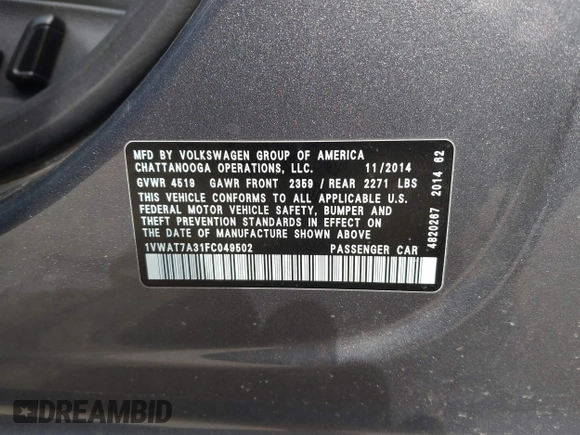 MFD BY VOLKSWAGEN GROUP OF AMERICA
CHATTANOOGA OPERATIONS, LLC. 11/2014
GVWR 4519 GAWR FRONT 2359 / REAR 2271 LBS
THIS VEHICLE CONFORMS TO ALL APPLICABLE U.S.
FEDERAL MOTOR VEHICLE SAFETY, BUMPER AND
THEFT PREVENTION STANDARDS IN EFFECT ON
THE DATE OF MANUFACTURE SHOWN ABOVE.
1VWAT7A31FC049502 PASSENGER CAR
4820267 2014 62
DREAMBID